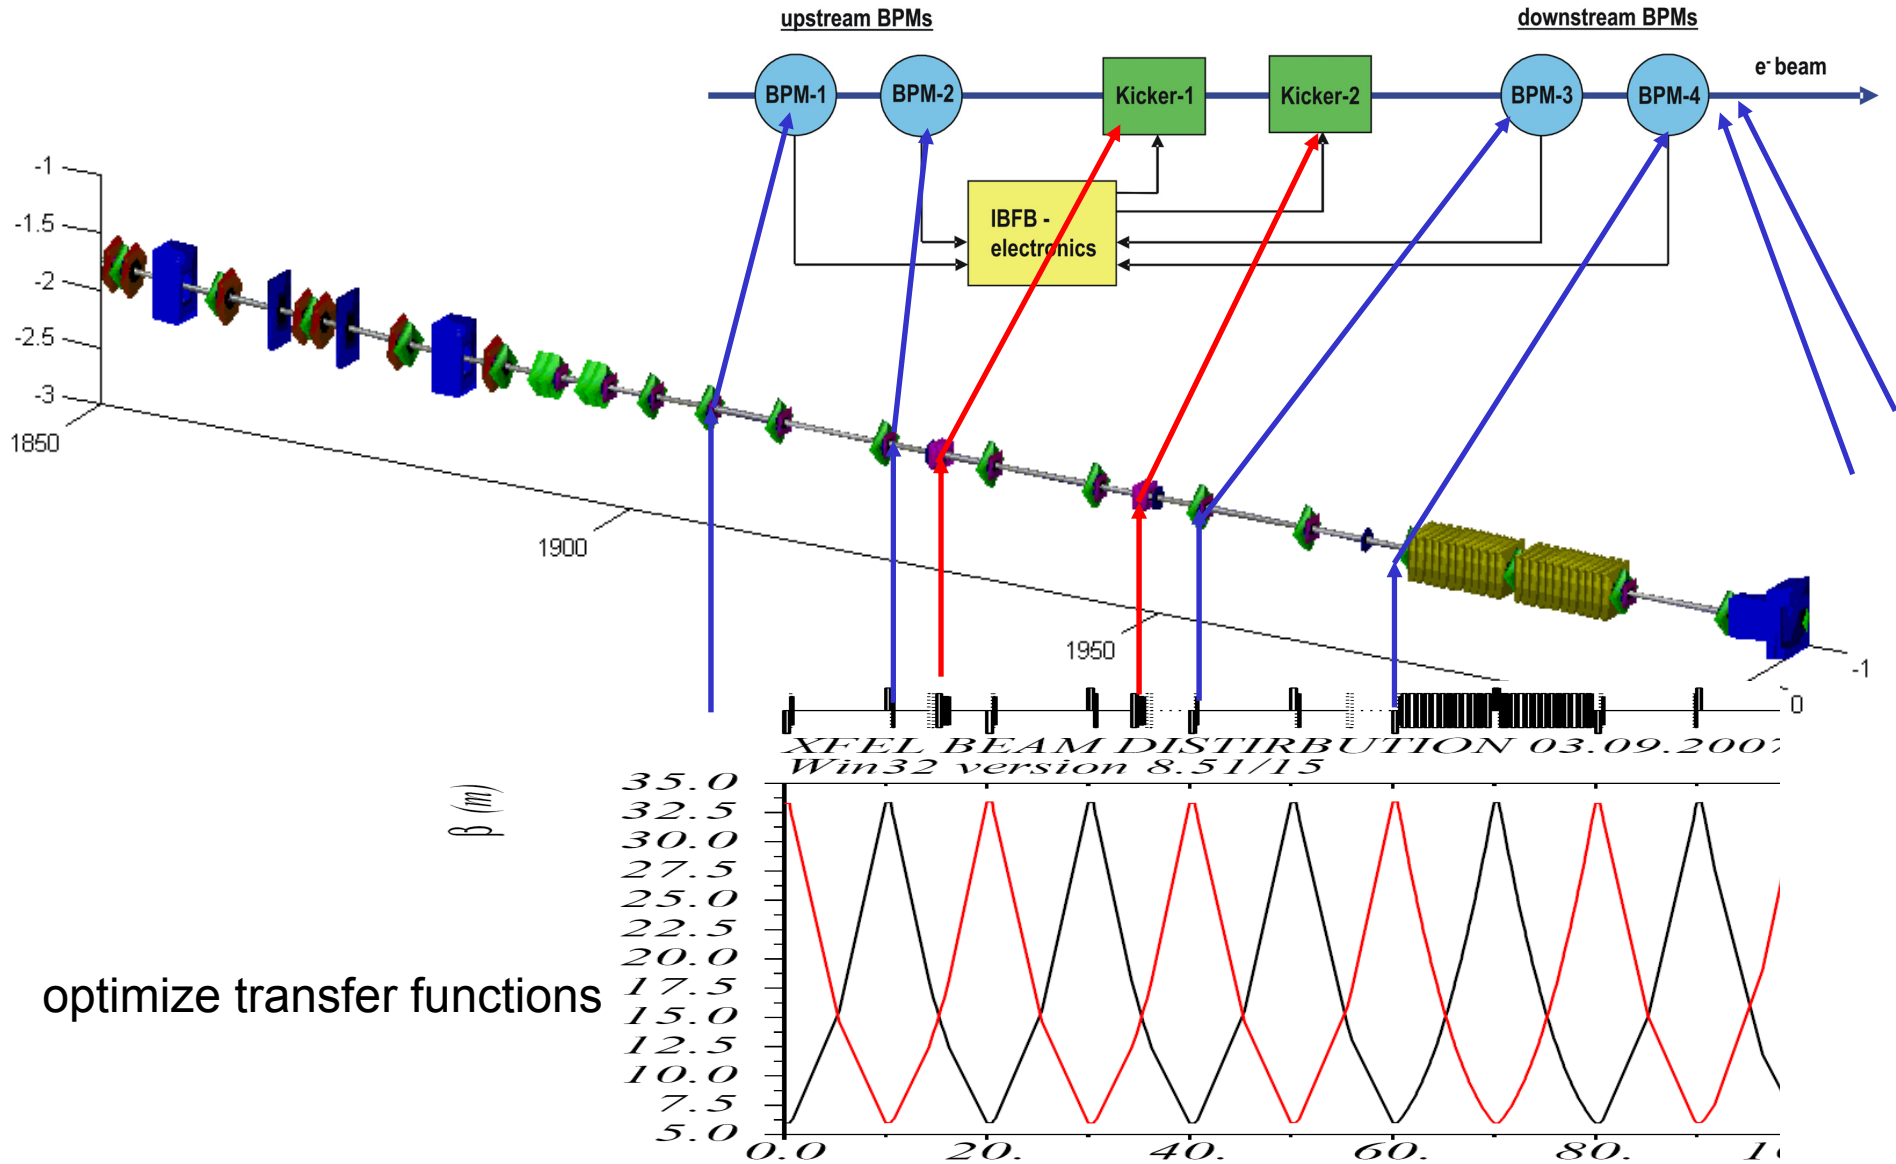 upstream BPMs
downstream BPMs
e- beam
BPM-1
BPM-2
Kicker-1
Kicker-2
BPM-3
BPM-4
IBFB -
electronics
-1
-1.5
-2
-2.5
-3
1850
1900
1950
-1
0
XFEL BEAM DISTIRBUTION 03.09.2007
Win32 version 8.51/15
β (m)
35.0
32.5
30.0
27.5
25.0
22.5
20.0
17.5
15.0
12.5
10.0
7.5
5.0
optimize transfer functions
0.0 20. 40. 60. 80.